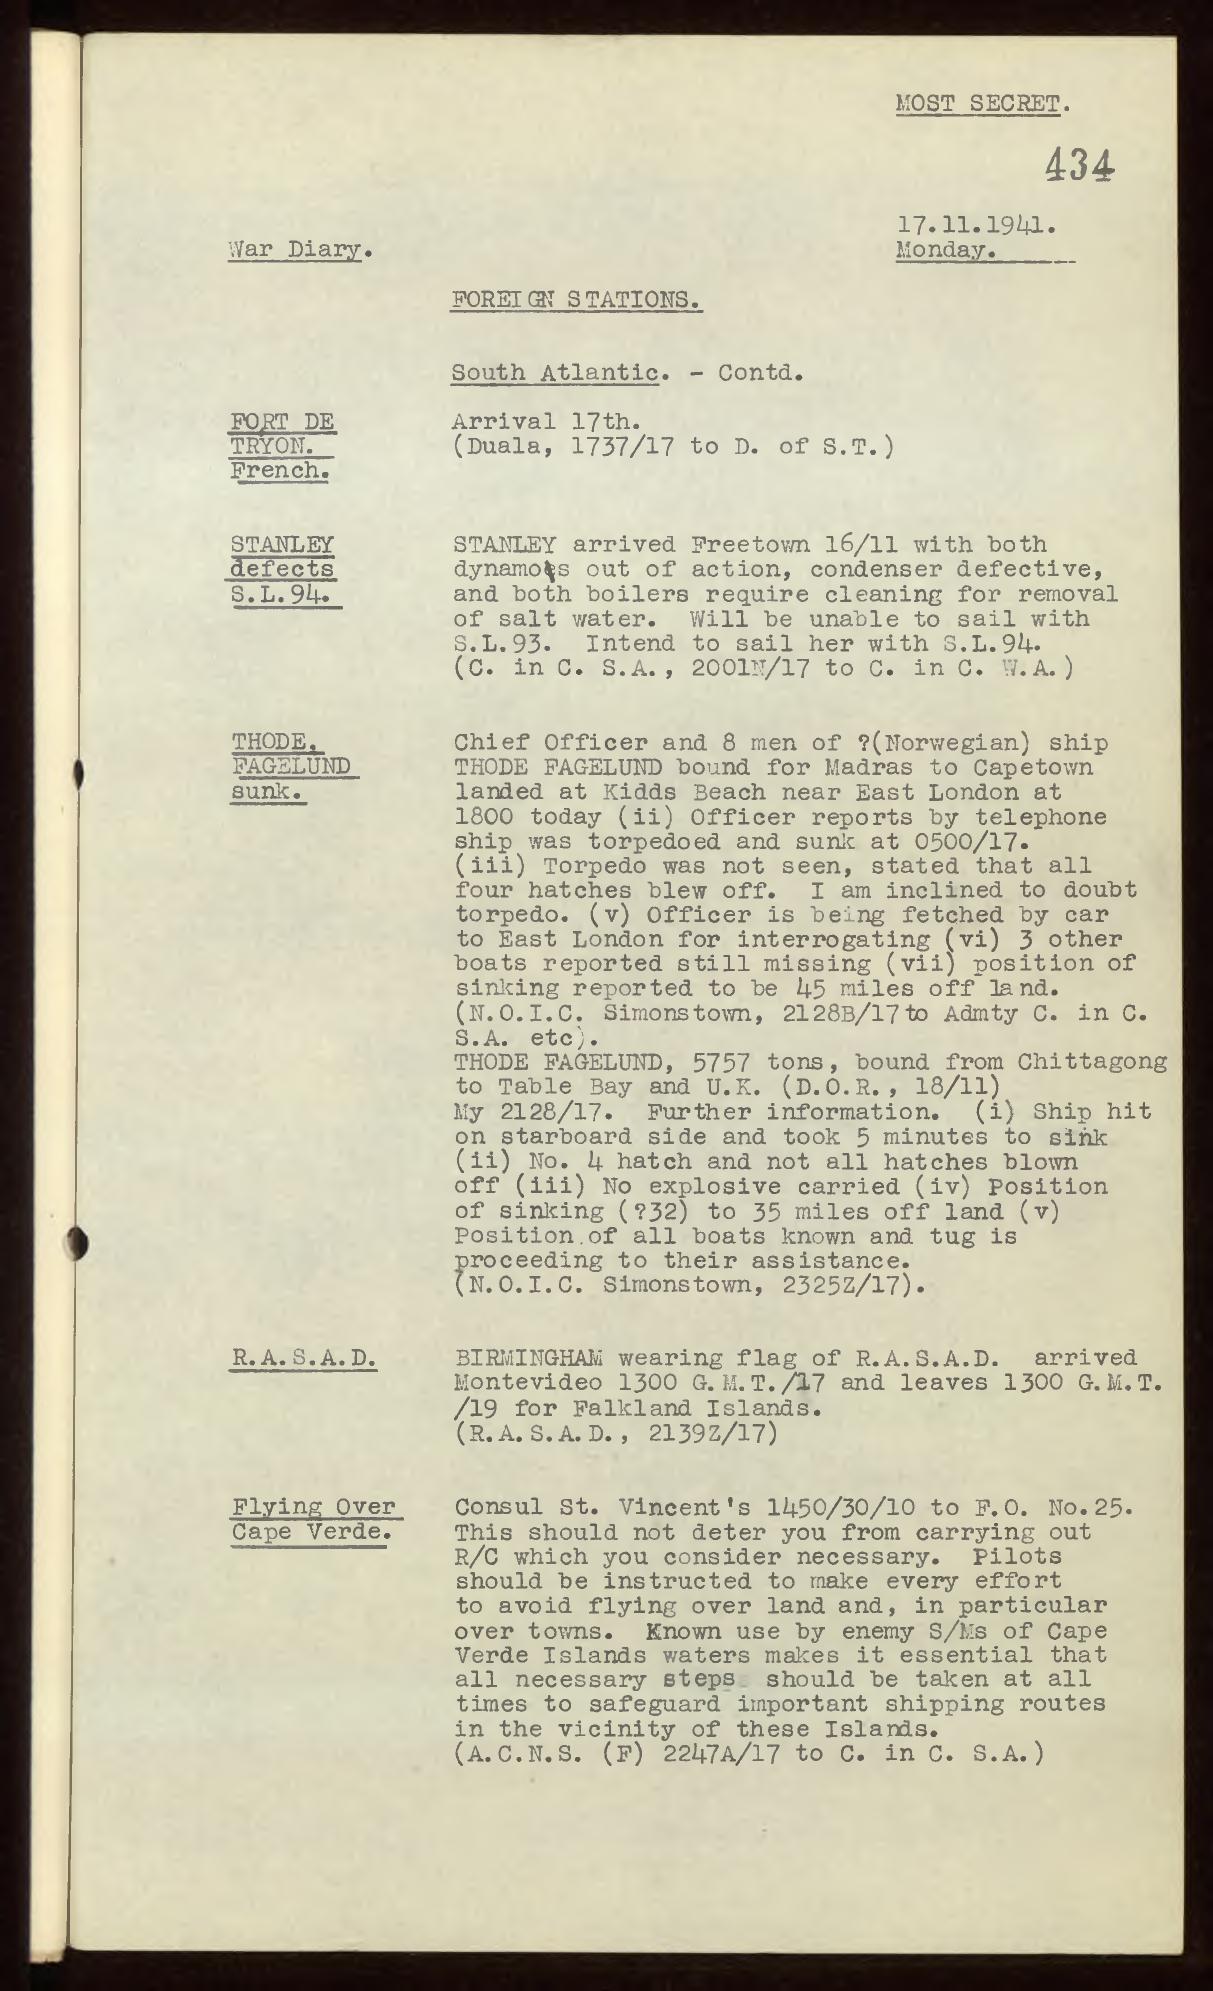 MOST SECRET.
434
17.11.1941.
War Diary.
Monday.
FOREIGN STATIONS.
South Atlantic. - Contd.
FORT DE
TRYON.
French.
Arrival 17th.
(Duala, 1737/17 to D. of S.T.)
STANLEY
defects
S.L.94.
STANLEY arrived Freetown 16/11 with both
dynamos out of action, condenser defective,
and both boilers require cleaning for removal
of salt water. Will be unable to sail with
S.L.93. Intend to sail her with S.L.94.
(C. in C. S.A., 2001N/17 to C. in C. W.A.)
THODE.
FAGELUND
sunk.
Chief Officer and 8 men of ?(Norwegian) ship
THODE FAGELUND bound for Madras to Capetown
landed at Kidds Beach near East London at
1800 today (ii) Officer reports by telephone
ship was torpedoed and sunk at 0500/17.
(iii) Torpedo was not seen, stated that all
four hatches blew off. I am inclined to doubt
torpedo. (v) Officer is being fetched by car
to East London for interrogating (vi) 3 other
boats reported still missing (vii) position of
sinking reported to be 45 miles off land.
(N.O.I.C. Simonstown, 2128B/17 to Admty C. in C.
S.A. etc).
THODE FAGELUND, 5757 tons, bound from Chittagong
to Table Bay and U.K. (D.O.R., 18/11)
My 2128/17. Further information. (i) Ship hit
on starboard side and took 5 minutes to sink
(ii) No. 4 hatch and not all hatches blown
off (iii) No explosive carried (iv) Position
of sinking (?32) to 35 miles off land (v)
Position.of all boats known and tug is
proceeding to their assistance.
(N.O.I.C. Simonstown, 2325Z/17).
R.A.S.A.D.
BIRMINGHAM wearing flag of R.A.S.A.D. arrived
Montevideo 1300 G.M.T./17 and leaves 1300 G.M.T.
/19 for Falkland Islands.
(R.A.S.A.D., 2139Z/17)
Flying Over
Cape Verde.
Consul St. Vincent's 1450/30/10 to F.O. No.25.
This should not deter you from carrying out
R/C which you consider necessary. Pilots
should be instructed to make every effort
to avoid flying over land and, in particular
over towns. Known use by enemy S/Ms of Cape
Verde Islands waters makes it essential that
all necessary steps should be taken at all
times to safeguard important shipping routes
in the vicinity of these Islands.
(A.C.N.S. (F) 2247A/17 to C. in C. S.A.)